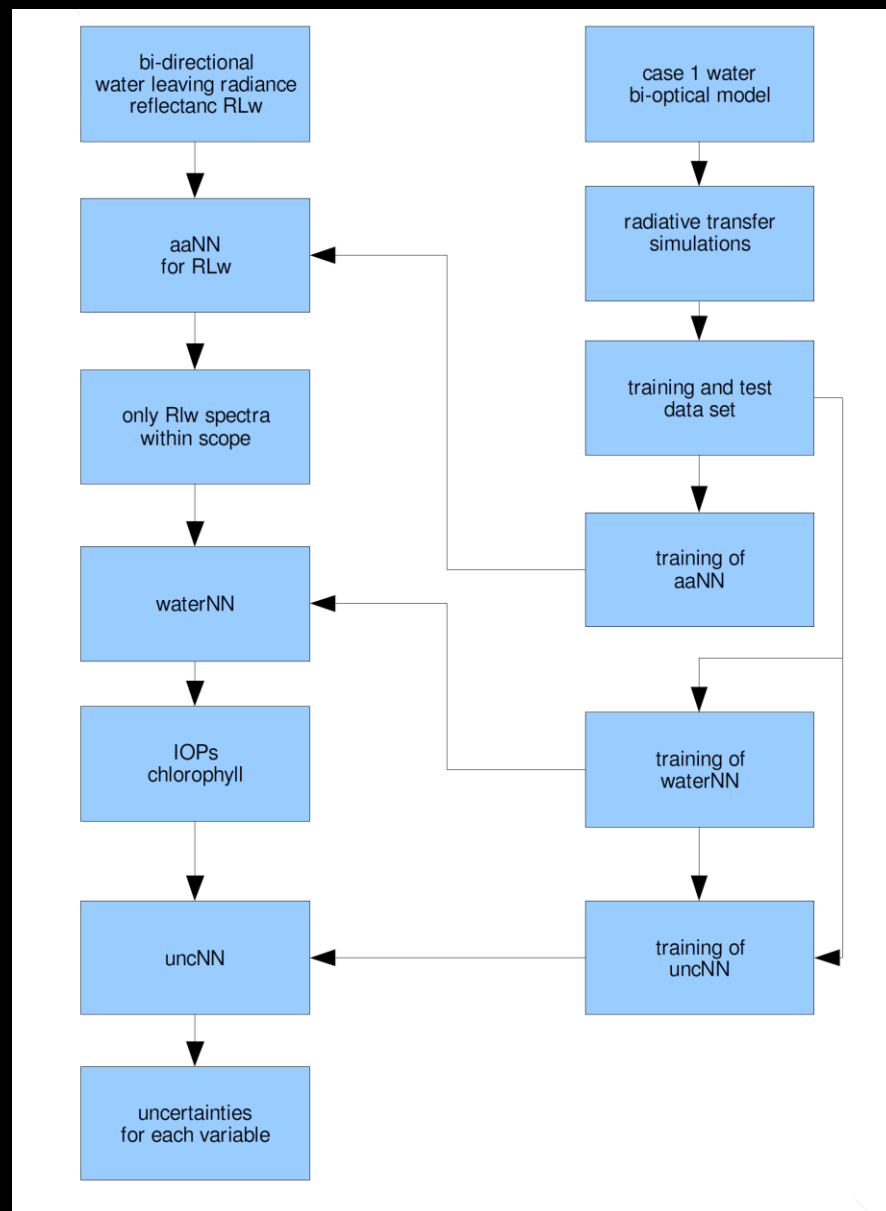 bi-directional
water leaving radiance
reflectanc RLw
aaNN
for RLw
only Rlw spectra
within scope
waterNN
IOPs
chlorophyll
uncNN
uncertainties
for each variable
case 1 water
bi-optical model
radiative transfer
simulations
training and test
data set
training of
aaNN
training of
waterNN
training of
uncNN